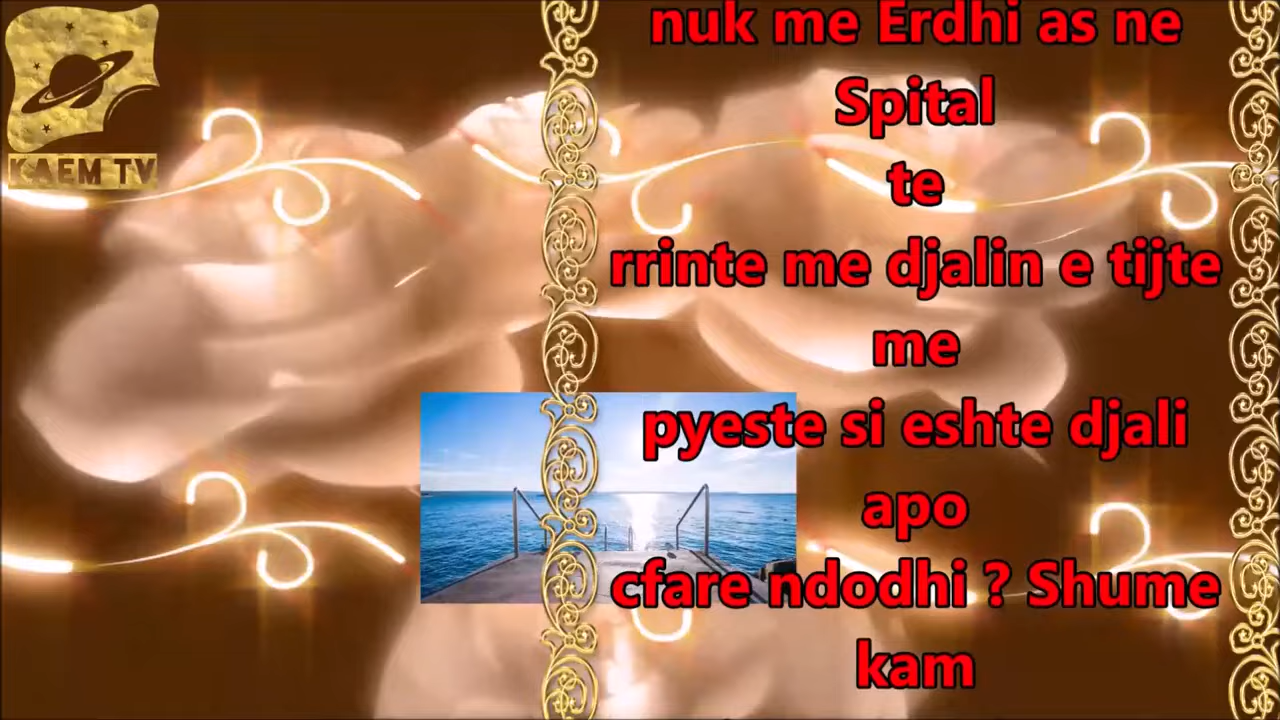 KAEM TV
nuk me Erdhi as ne
Spital
te
rrinte me djalin e tijte
me
pyeste si eshte djali
apo
cfare ndodhi ? Shume
kam